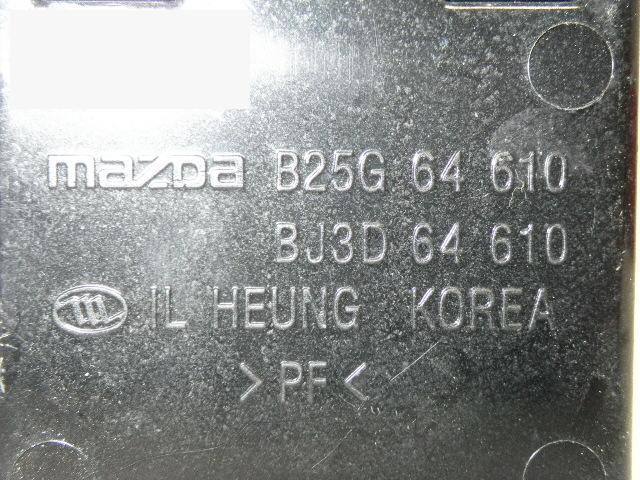 mazda B25G 64 610
BJ3D 64 610
IL HEUNG KOREA
>PF<